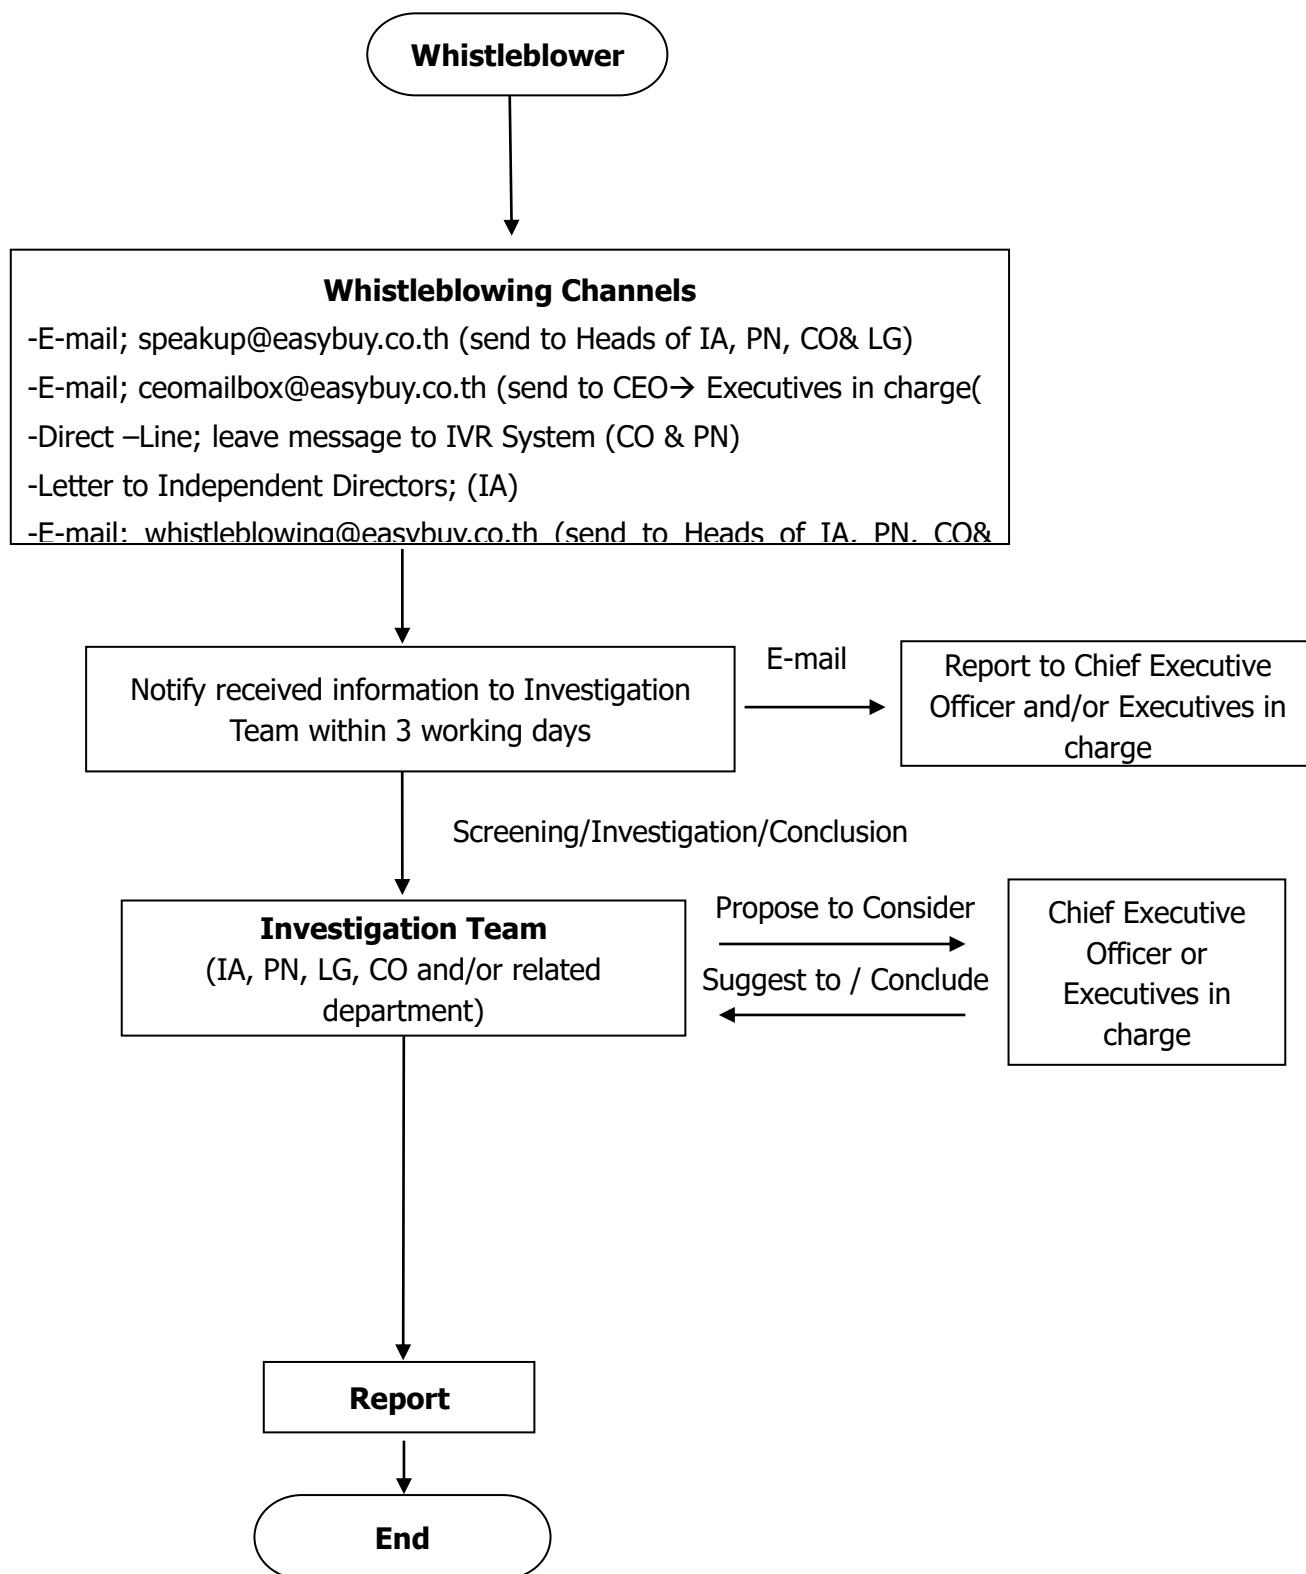 Whistleblower
Whistleblowing Channels
-E-mail; speakup@easybuy.co.th (send to Heads of IA, PN, CO& LG)
-E-mail; ceomailbox@easybuy.co.th (send to CEO→ Executives in charge(
-Direct –Line; leave message to IVR System (CO & PN)
-Letter to Independent Directors; (IA)
-E-mail; whistleblowing@easybuy.co.th (send to Heads of IA, PN, CO&
Notify received information to Investigation
Team within 3 working days
E-mail
Report to Chief Executive
Officer and/or Executives in
charge
Screening/Investigation/Conclusion
Investigation Team
(IA, PN, LG, CO and/or related
department)
Propose to Consider
Suggest to / Conclude
Chief Executive
Officer or
Executives in
charge
Report
End